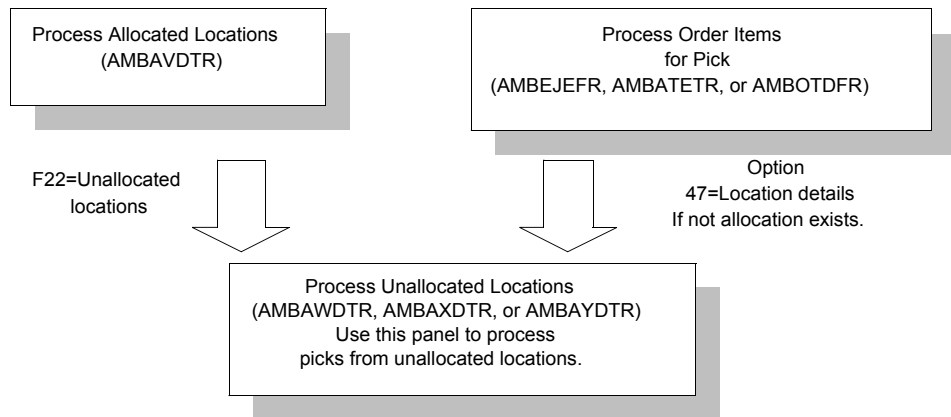 Process Allocated Locations
(AMBAVDTR)
Process Order Items
for Pick
(AMBEJEFR, AMBATETR, or AMBOTDFR)
F22=Unallocated
locations
Option
47=Location details
If not allocation exists.
Process Unallocated Locations
(AMBAWDTR, AMBAXDTR, or AMBAYDTR)
Use this panel to process
picks from unallocated locations.